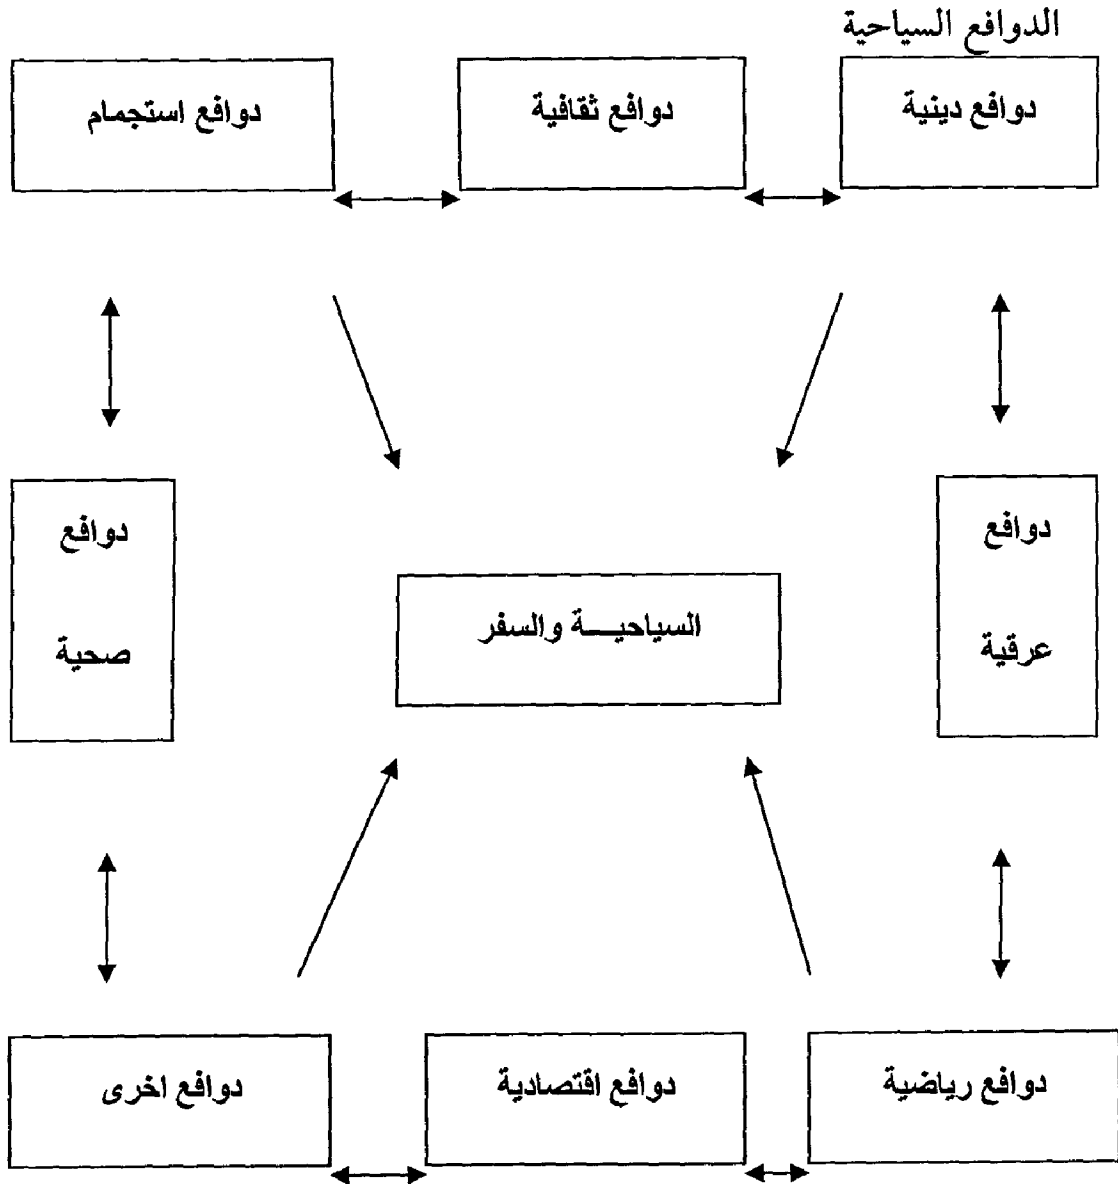 الدوافع السياحية
دوافع دينية
دوافع ثقافية
دوافع استجمام
دوافع
عرقية
السياحيــة والسفر
دوافع
صحية
دوافع رياضية
دوافع اقتصادية
دوافع اخرى